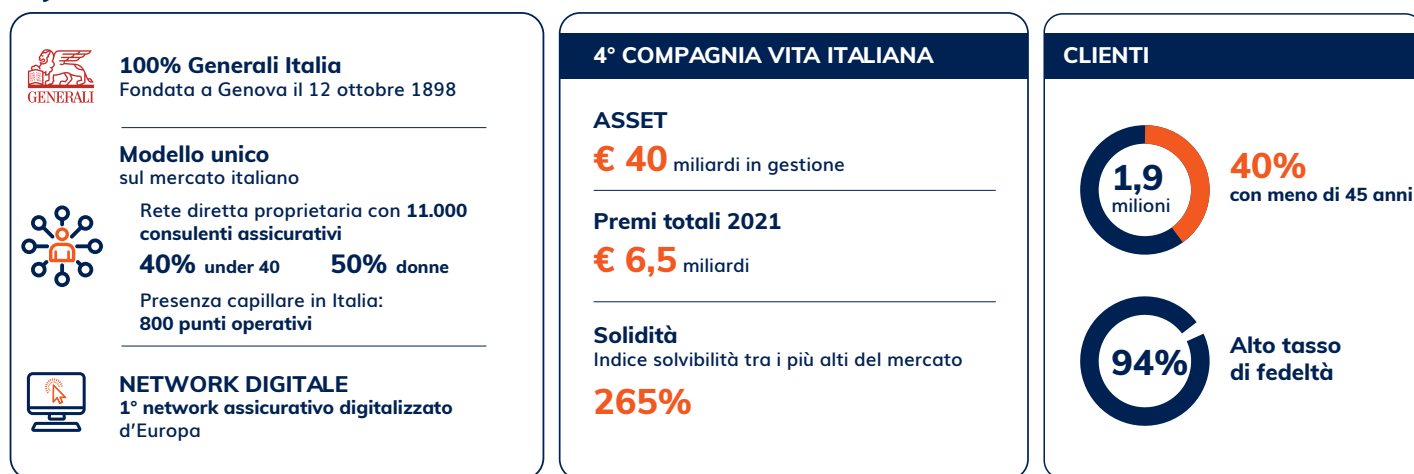 GENERALI
100% Generali Italia
Fondata a Genova il 12 ottobre 1898
Modello unico
sul mercato italiano
Rete diretta proprietaria con 11.000
consulenti assicurativi
40% under 40 50% donne
Presenza capillare in Italia:
800 punti operativi
NETWORK DIGITALE
1° network assicurativo digitalizzato
d'Europa
4° COMPAGNIA VITA ITALIANA
ASSET
€ 40 miliardi in gestione
Premi totali 2021
€ 6,5 miliardi
Solidità
Indice solvibilità tra i più alti del mercato
265%
CLIENTI
1,9
milioni
40%
con meno di 45 anni
94%
Alto tasso
di fedeltà